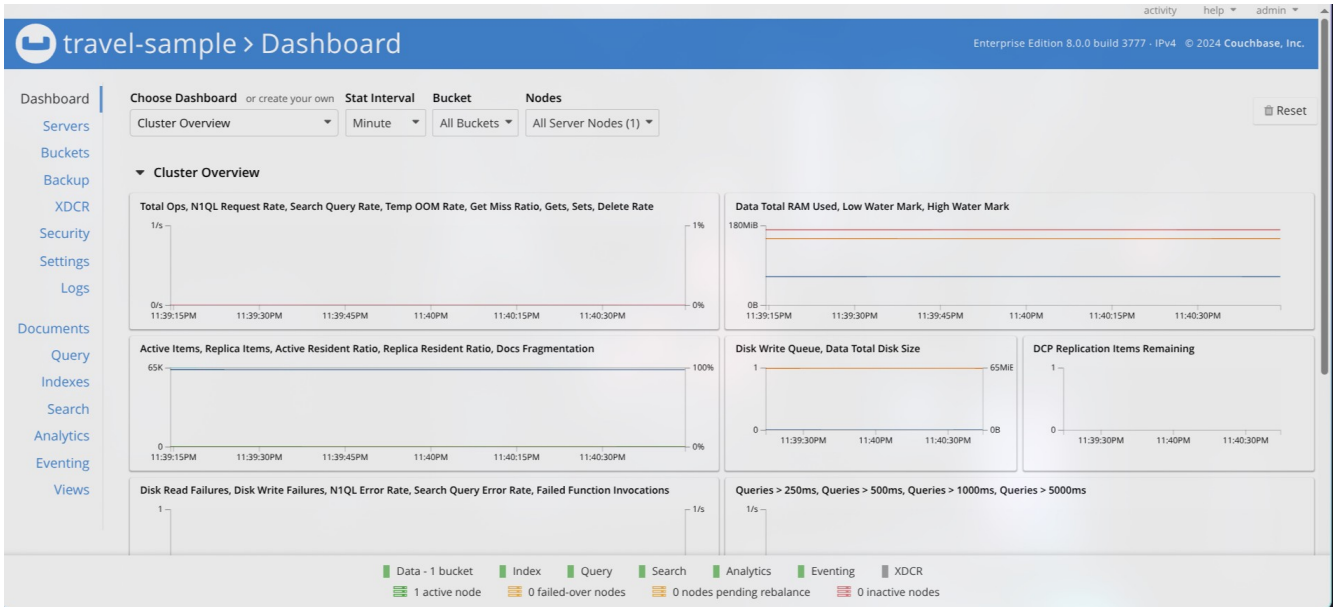 activity help admin
travel-sample > Dashboard
Enterprise Edition 8.0.0 build 3777 - IPv4 © 2024 Couchbase, Inc.
Dashboard
Servers
Buckets
Backup
XDCR
Security
Settings
Logs
Documents
Query
Indexes
Search
Analytics
Eventing
Views
Choose Dashboard or create your own Stat Interval Bucket Nodes
Cluster Overview Minute All Buckets All Server Nodes (1)
Reset
Cluster Overview
Total Ops, N1QL Request Rate, Search Query Rate, Temp OOM Rate, Get Miss Ratio, Gets, Sets, Delete Rate
1/s 1%
0/s 0%
11:39:15PM 11:39:30PM 11:39:45PM 11:40PM 11:40:15PM 11:40:30PM
Data Total RAM Used, Low Water Mark, High Water Mark
180MiB
0B
11:39:15PM 11:39:30PM 11:39:45PM 11:40PM 11:40:15PM 11:40:30PM
Active Items, Replica Items, Active Resident Ratio, Replica Resident Ratio, Docs Fragmentation
65K 100%
0 0%
11:39:15PM 11:39:30PM 11:39:45PM 11:40PM 11:40:15PM 11:40:30PM
Disk Write Queue, Data Total Disk Size
1 65MiB
0 0B
11:39:30PM 11:40PM 11:40:30PM
DCP Replication Items Remaining
1
0
11:39:30PM 11:40PM 11:40:30PM
Disk Read Failures, Disk Write Failures, N1QL Error Rate, Search Query Error Rate, Failed Function Invocations
1 1/s
Queries > 250ms, Queries > 500ms, Queries > 1000ms, Queries > 5000ms
1/s
Data - 1 bucket Index Query Search Analytics Eventing XDCR
1 active node 0 failed-over nodes 0 nodes pending rebalance 0 inactive nodes